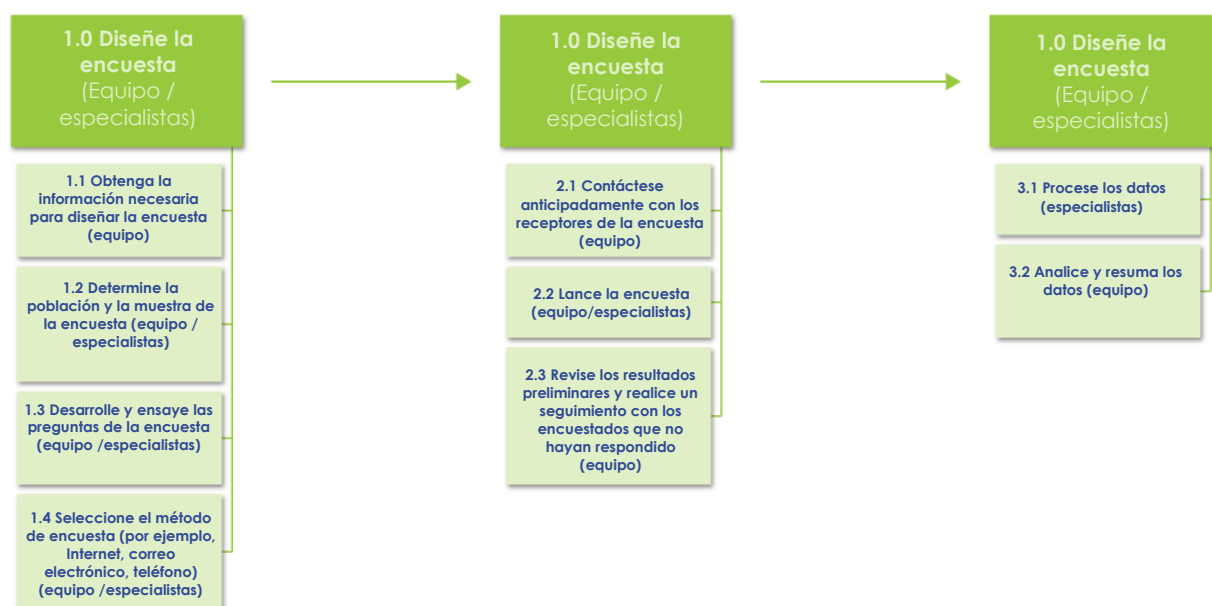 1.0 Diseñe la
encuesta
(Equipo /
especialistas)
1.1 Obtenga la
información necesaria
para diseñar la encuesta
(equipo)
1.2 Determine la
población y la muestra de
la encuesta (equipo /
especialistas)
1.3 Desarrolle y ensaye las
preguntas de la encuesta
(equipo /especialistas)
1.4 Seleccione el método
de encuesta (por ejemplo,
Internet, correo
electrónico, teléfono)
(equipo /especialistas)
1.0 Diseñe la
encuesta
(Equipo /
especialistas)
2.1 Contáctese
anticipadamente con los
receptores de la encuesta
(equipo)
2.2 Lance la encuesta
(equipo/especialistas)
2.3 Revise los resultados
preliminares y realice un
seguimiento con los
encuestados que no
hayan respondido
(equipo)
1.0 Diseñe la
encuesta
(Equipo /
especialistas)
3.1 Procese los datos
(especialistas)
3.2 Analice y resuma los
datos (equipo)